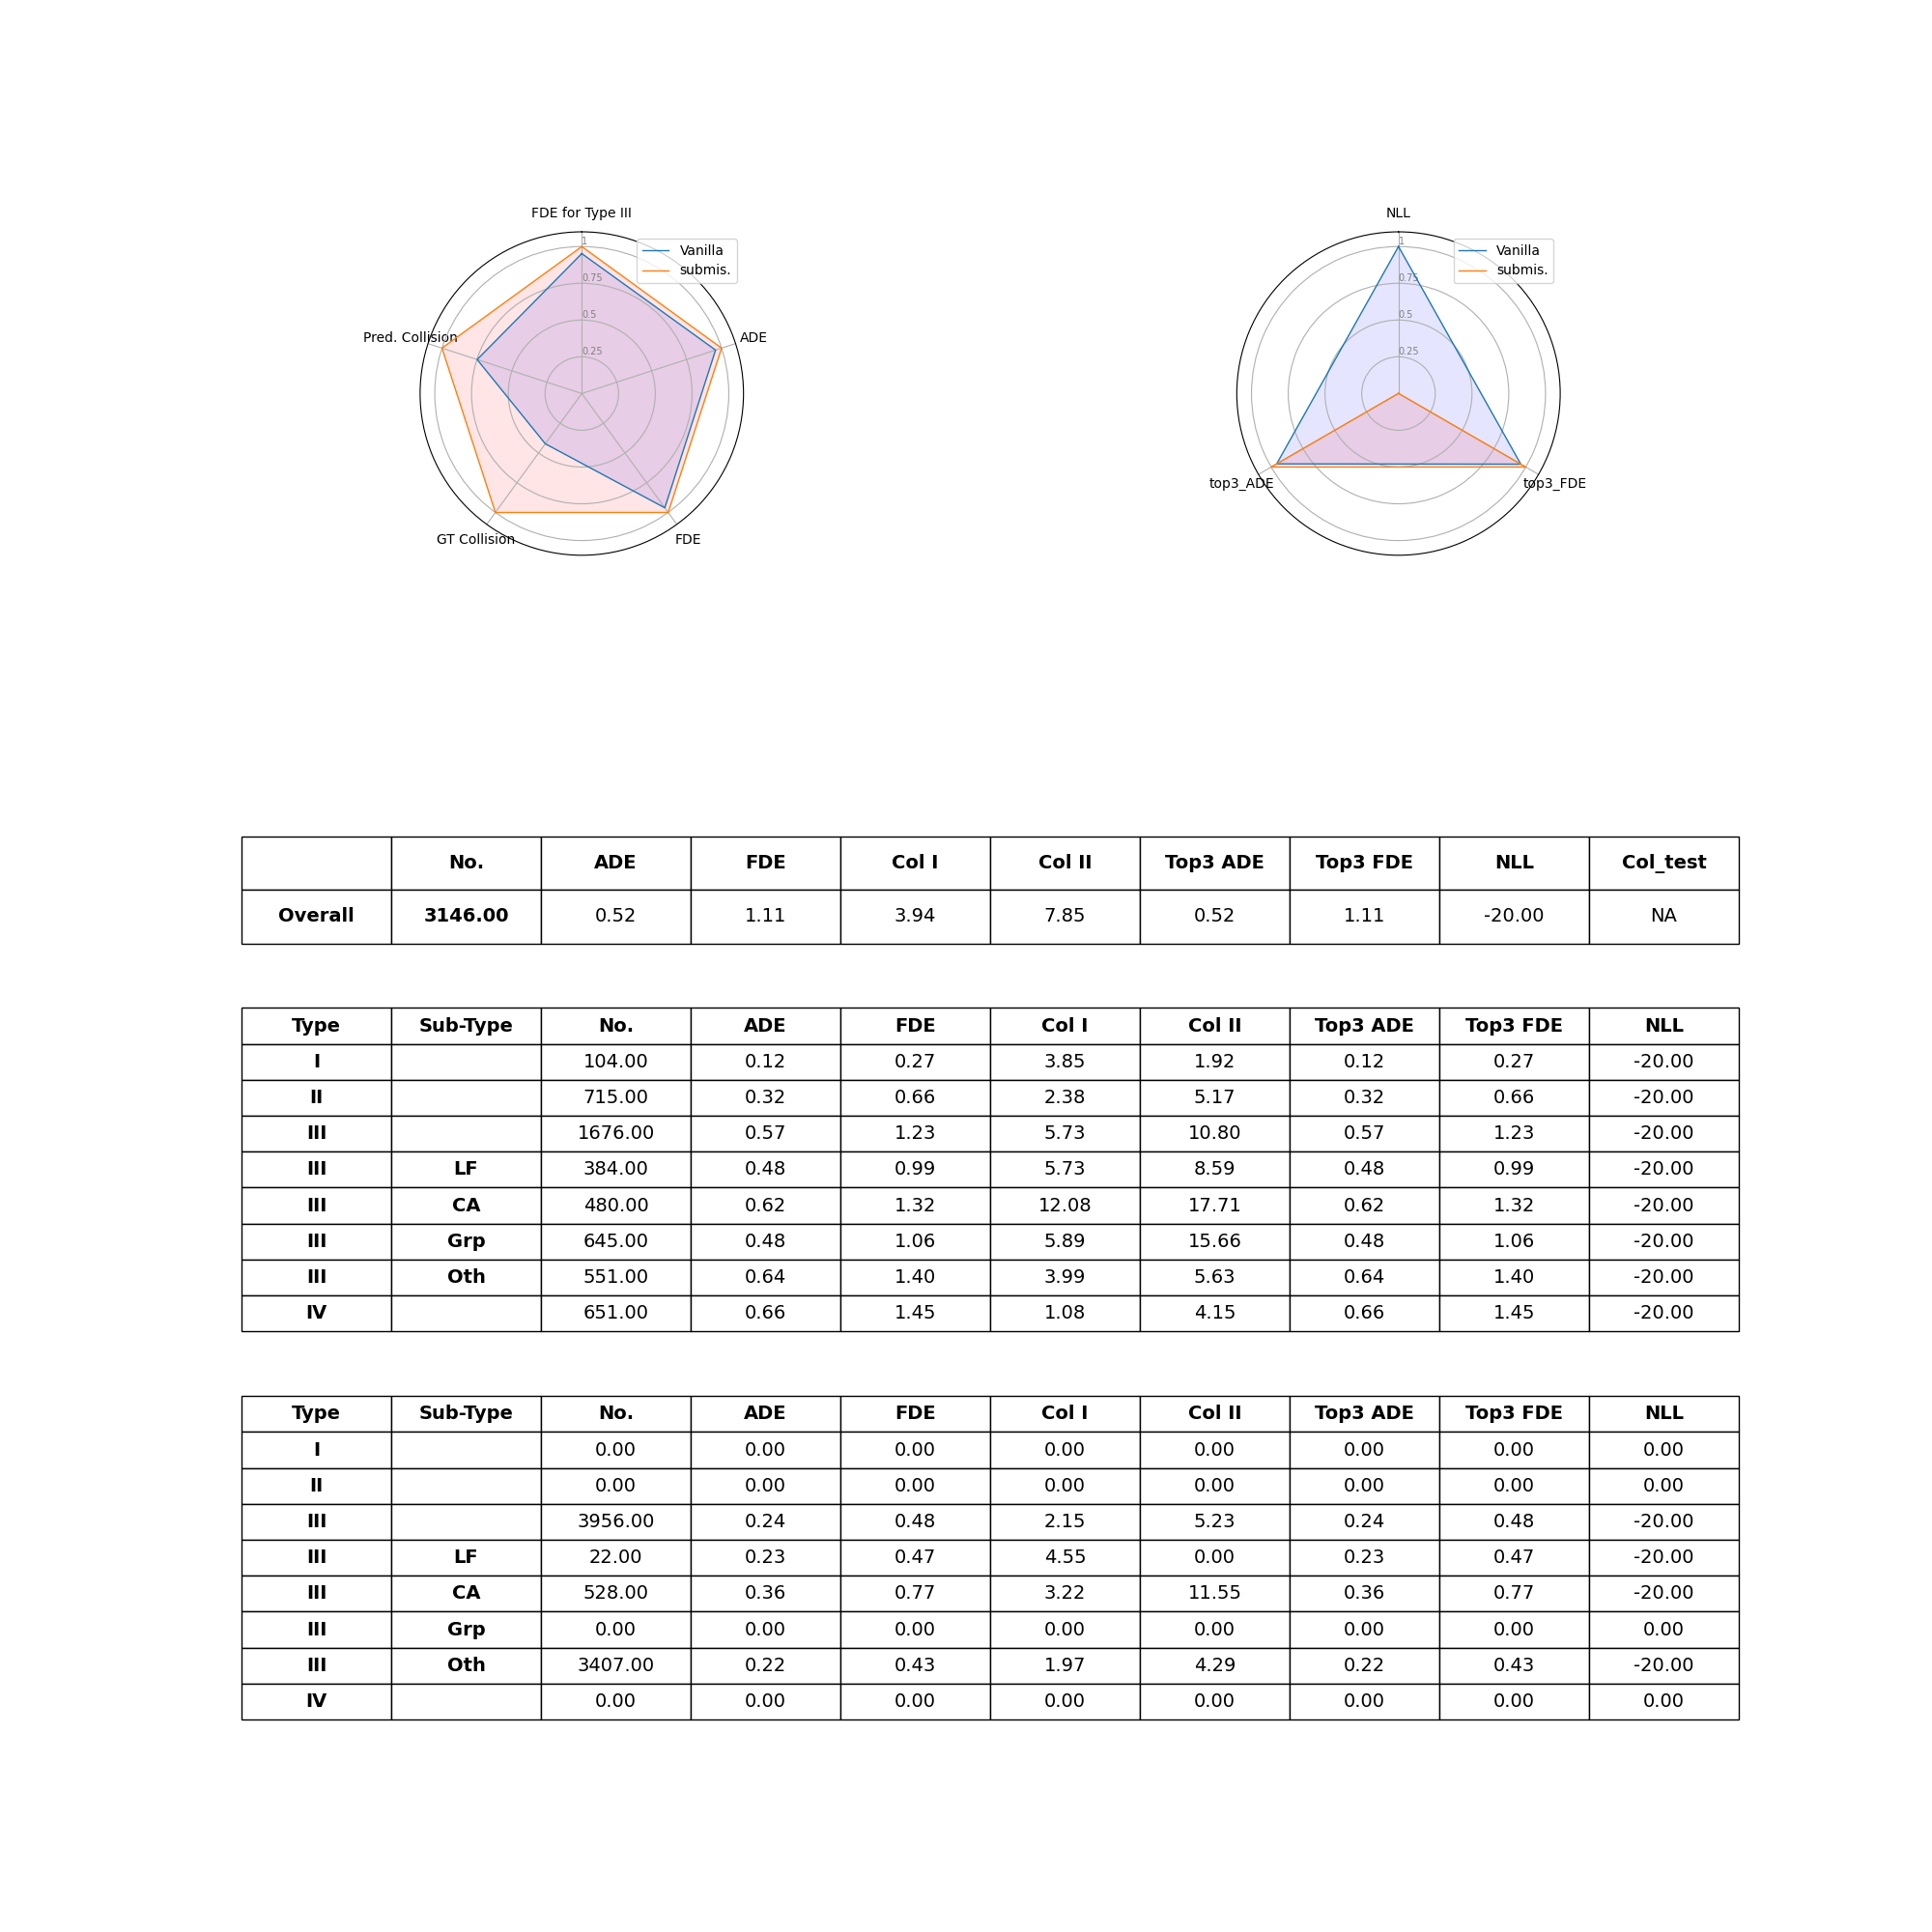 FDE for Type III
Vanilla
submis.
1
0.75
0.5
0.25
Pred. Collision
ADE
GT Collision
FDE
NLL
Vanilla
submis.
1
0.75
0.5
0.25
top3_ADE
top3_FDE
No. ADE FDE Col I Col II Top3 ADE Top3 FDE NLL Col_test
Overall 3146.00 0.52 1.11 3.94 7.85 0.52 1.11 -20.00 NA
Type Sub-Type No. ADE FDE Col I Col II Top3 ADE Top3 FDE NLL
I 104.00 0.12 0.27 3.85 1.92 0.12 0.27 -20.00
II 715.00 0.32 0.66 2.38 5.17 0.32 0.66 -20.00
III 1676.00 0.57 1.23 5.73 10.80 0.57 1.23 -20.00
III LF 384.00 0.48 0.99 5.73 8.59 0.48 0.99 -20.00
III CA 480.00 0.62 1.32 12.08 17.71 0.62 1.32 -20.00
III Grp 645.00 0.48 1.06 5.89 15.66 0.48 1.06 -20.00
III Oth 551.00 0.64 1.40 3.99 5.63 0.64 1.40 -20.00
IV 651.00 0.66 1.45 1.08 4.15 0.66 1.45 -20.00
Type Sub-Type No. ADE FDE Col I Col II Top3 ADE Top3 FDE NLL
I 0.00 0.00 0.00 0.00 0.00 0.00 0.00 0.00
II 0.00 0.00 0.00 0.00 0.00 0.00 0.00 0.00
III 3956.00 0.24 0.48 2.15 5.23 0.24 0.48 -20.00
III LF 22.00 0.23 0.47 4.55 0.00 0.23 0.47 -20.00
III CA 528.00 0.36 0.77 3.22 11.55 0.36 0.77 -20.00
III Grp 0.00 0.00 0.00 0.00 0.00 0.00 0.00 0.00
III Oth 3407.00 0.22 0.43 1.97 4.29 0.22 0.43 -20.00
IV 0.00 0.00 0.00 0.00 0.00 0.00 0.00 0.00